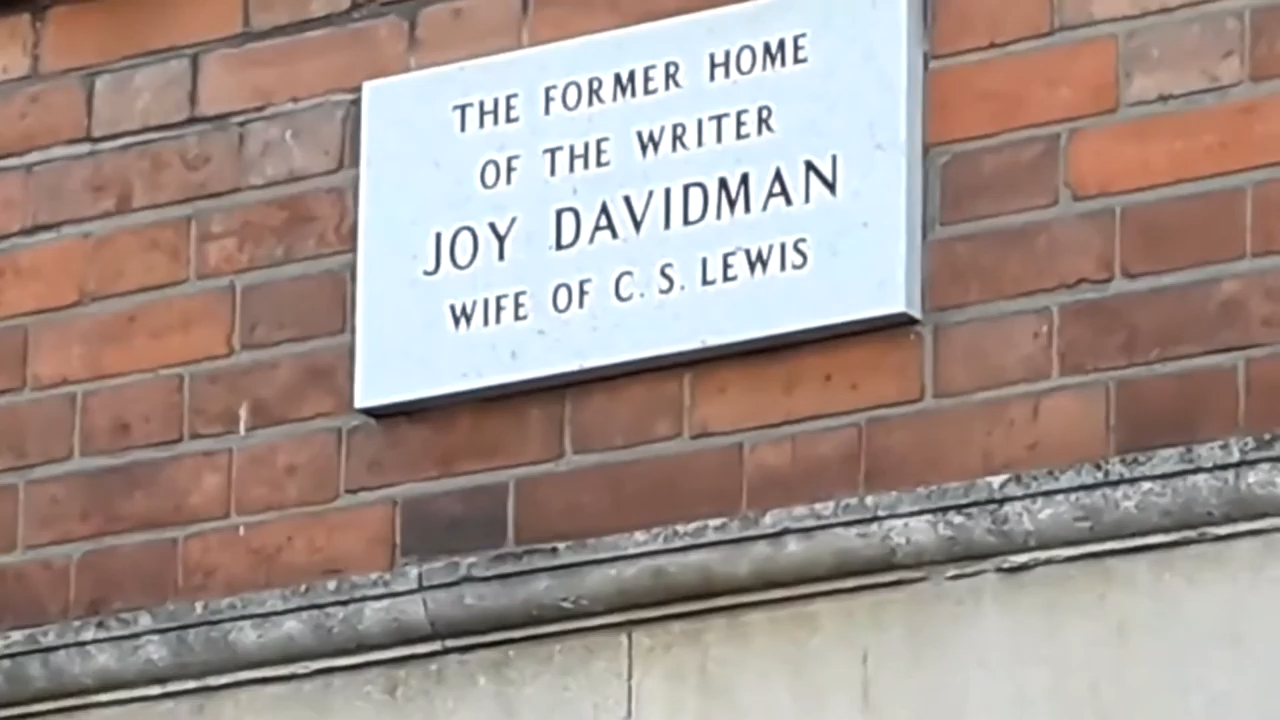 THE FORMER HOME
OF THE WRITER
JOY DAVIDMAN
WIFE OF C. S. LEWIS